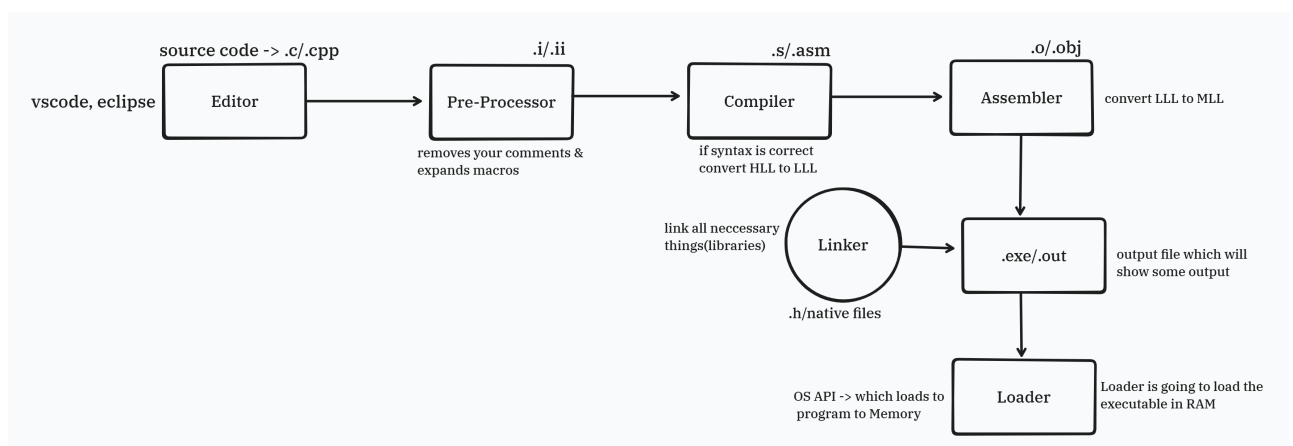 source code -> .c/.cpp
.i/.ii
.s/.asm
.o/.obj
vscode, eclipse
Editor
Pre-Processor
Compiler
Assembler
convert LLL to MLL
removes your comments &
expands macros
if syntax is correct
convert HLL to LLL
link all neccessary
things(libraries)
Linker
.h/native files
.exe/.out
output file which will
show some output
OS API -> which loads to
program to Memory
Loader
Loader is going to load the
executable in RAM